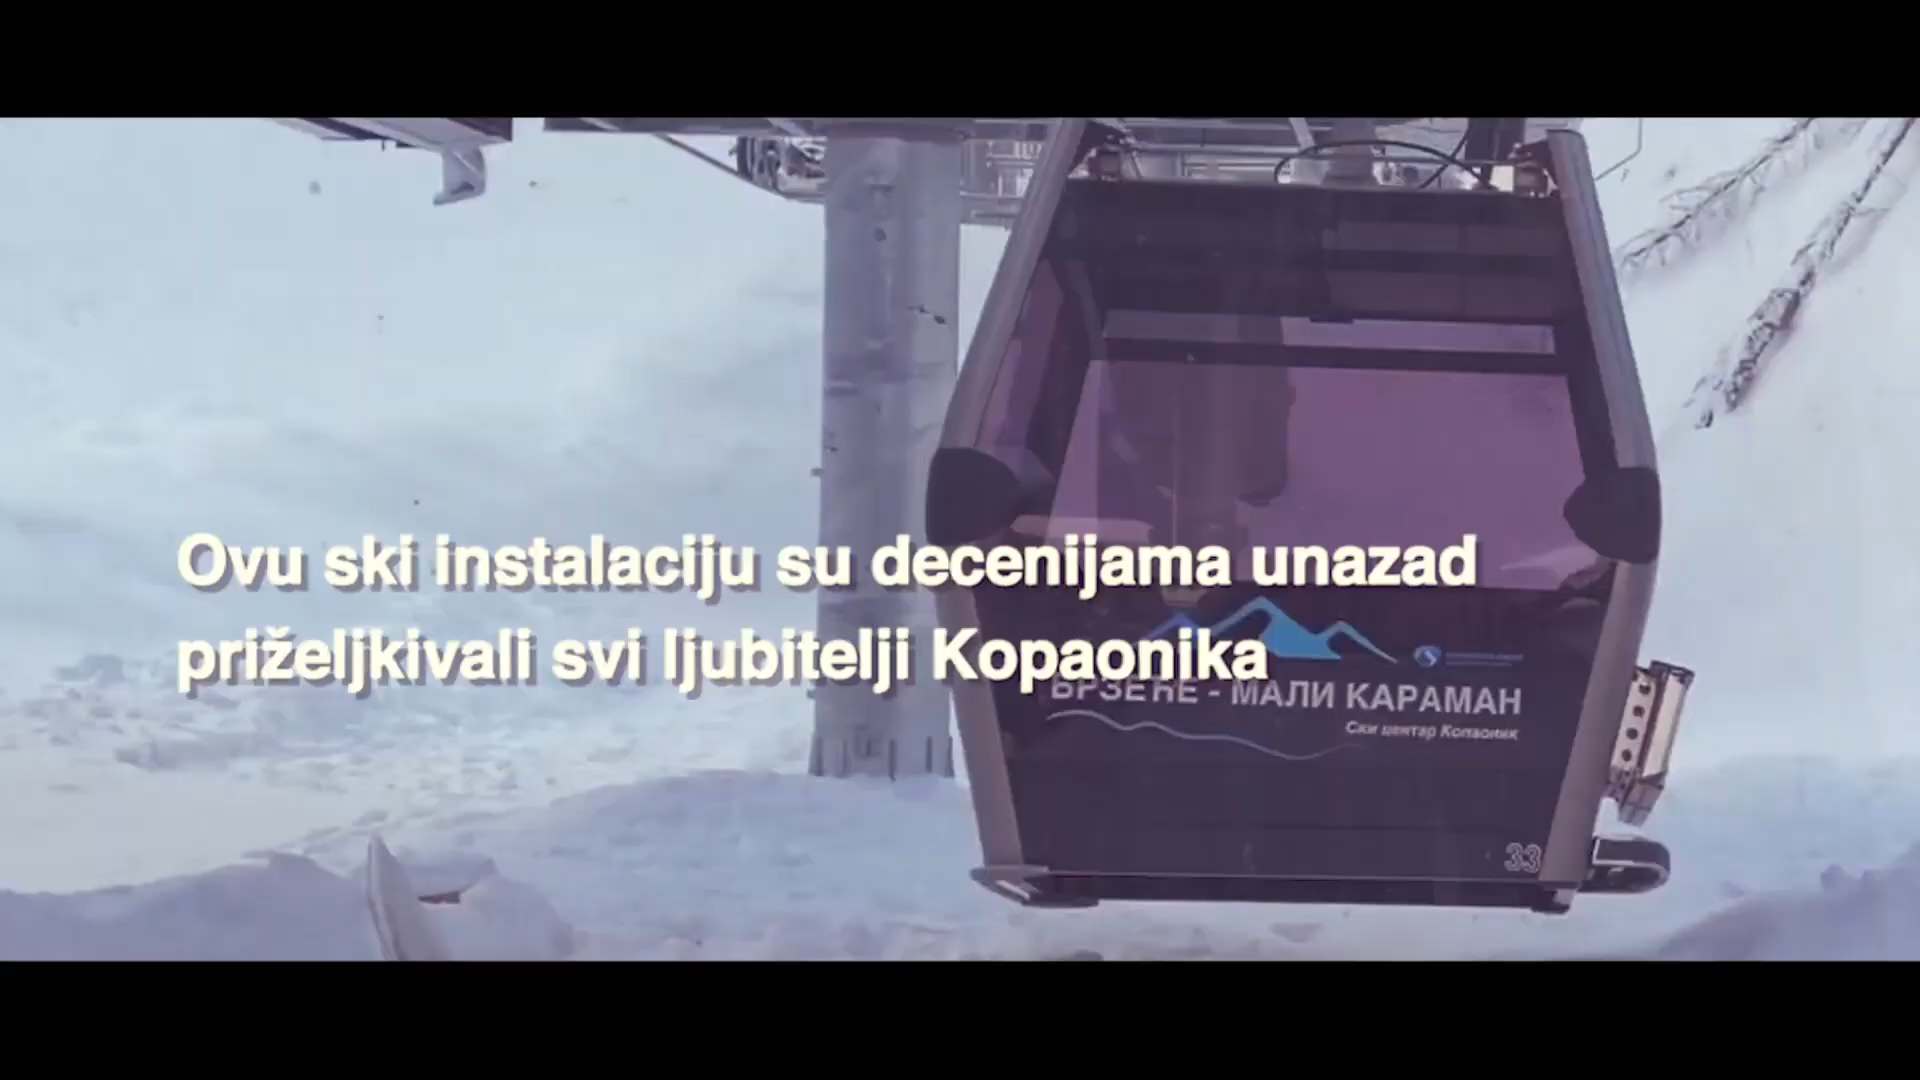 Ovu ski instalaciju su decenijama unazad
priželjkivali svi ljubitelji Kopaonika
БРЗЕЋЕ - МАЛИ КАРАМАН
Ски центар Копаоник
33